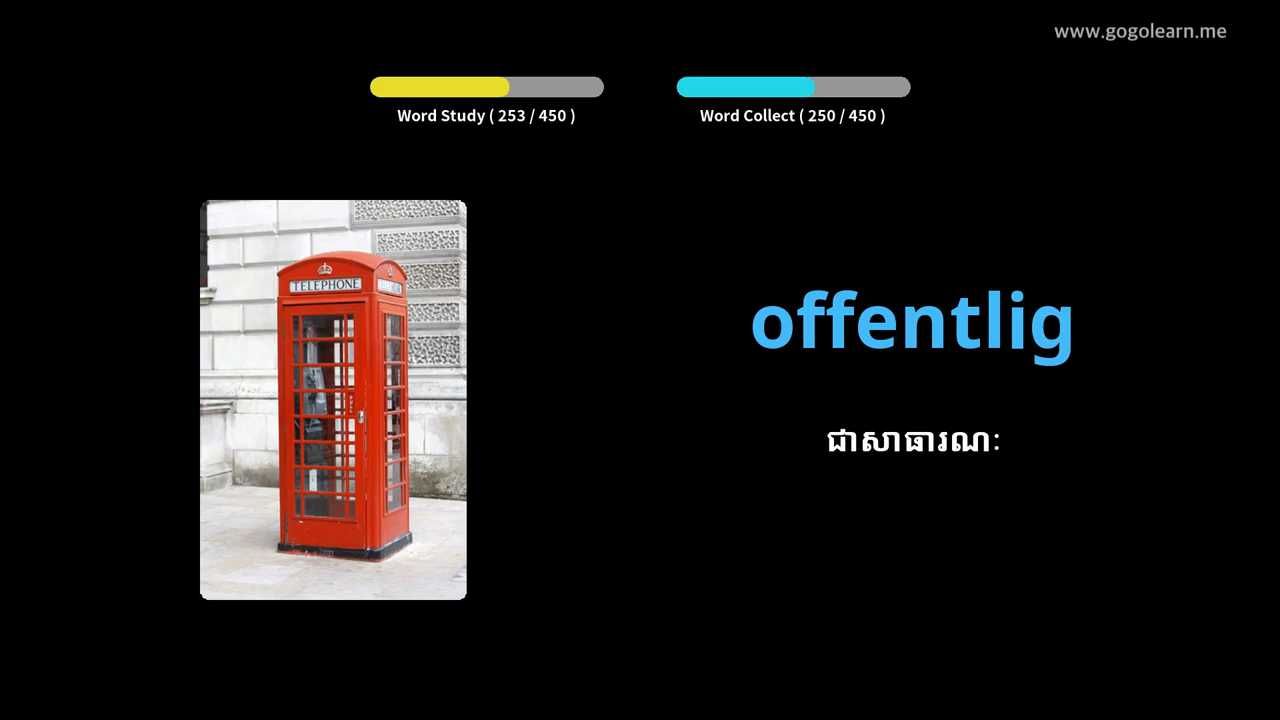 www.gogolearn.me
Word Study ( 253 / 450 )
Word Collect ( 250 / 450 )
TELEPHONE
offentlig
ជាសាធារណៈ